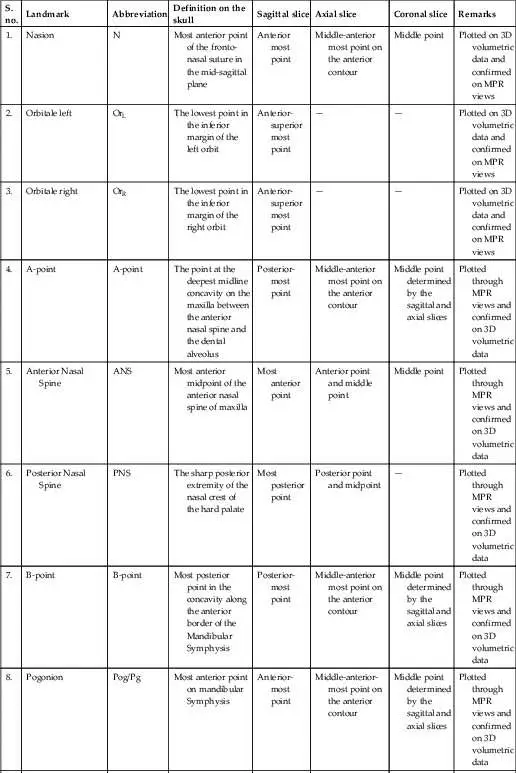 S. no. Landmark Abbreviation Definition on the skull Sagittal slice Axial slice Coronal slice Remarks
1. Nasion N Most anterior point of the fronto-nasal suture in the mid-sagittal plane Anterior most point Middle-anterior most point on the anterior contour Middle point Plotted on 3D volumetric data and confirmed on MPR views
2. Orbitale left OrL The lowest point in the inferior margin of the left orbit Anterior-superior most point — — Plotted on 3D volumetric data and confirmed on MPR views
3. Orbitale right OrR The lowest point in the inferior margin of the right orbit Anterior-superior most point — — Plotted on 3D volumetric data and confirmed on MPR views
4. A-point A-point The point at the deepest midline concavity on the maxilla between the anterior nasal spine and the dental alveolus Posterior-most point Middle-anterior most point on the anterior contour Middle point determined by the sagittal and axial slices Plotted through MPR views and confirmed on 3D volumetric data
5. Anterior Nasal Spine ANS Most anterior midpoint of the anterior nasal spine of maxilla Most anterior point Anterior point and middle point Middle point Plotted through MPR views and confirmed on 3D volumetric data
6. Posterior Nasal Spine PNS The sharp posterior extremity of the nasal crest of the hard palate Most posterior point Posterior point and midpoint — Plotted through MPR views and confirmed on 3D volumetric data
7. B-point B-point Most posterior point in the concavity along the anterior border of the Mandibular Symphysis Posterior-most point Middle-anterior most point on the anterior contour Middle point determined by the sagittal and axial slices Plotted through MPR views and confirmed on 3D volumetric data
8. Pogonion Pog/Pg Most anterior point on mandibular Symphysis Anterior-most point Middle-anterior-most point on the anterior contour Middle point determined by the sagittal and axial slices Plotted through MPR views and confirmed on 3D volumetric data